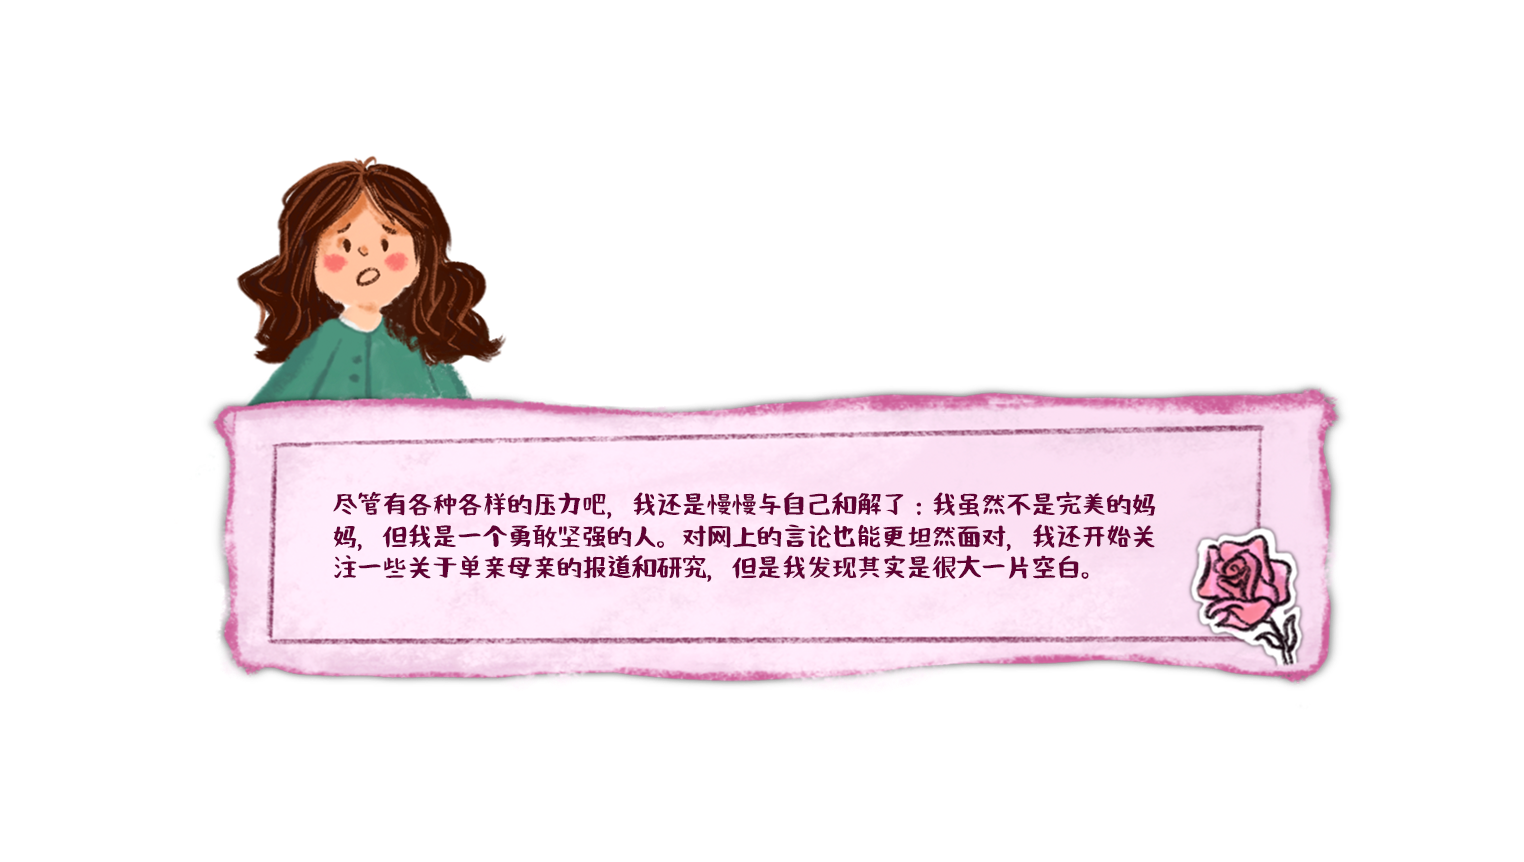 尽管有各种各样的压力吧，我还是慢慢与自己和解了：我虽然不是完美的妈
妈，但我是一个勇敢坚强的人。对网上的言论也能更坦然面对，我还开始关
注一些关于单亲母亲的报道和研究，但是我发现其实是很大一片空白。